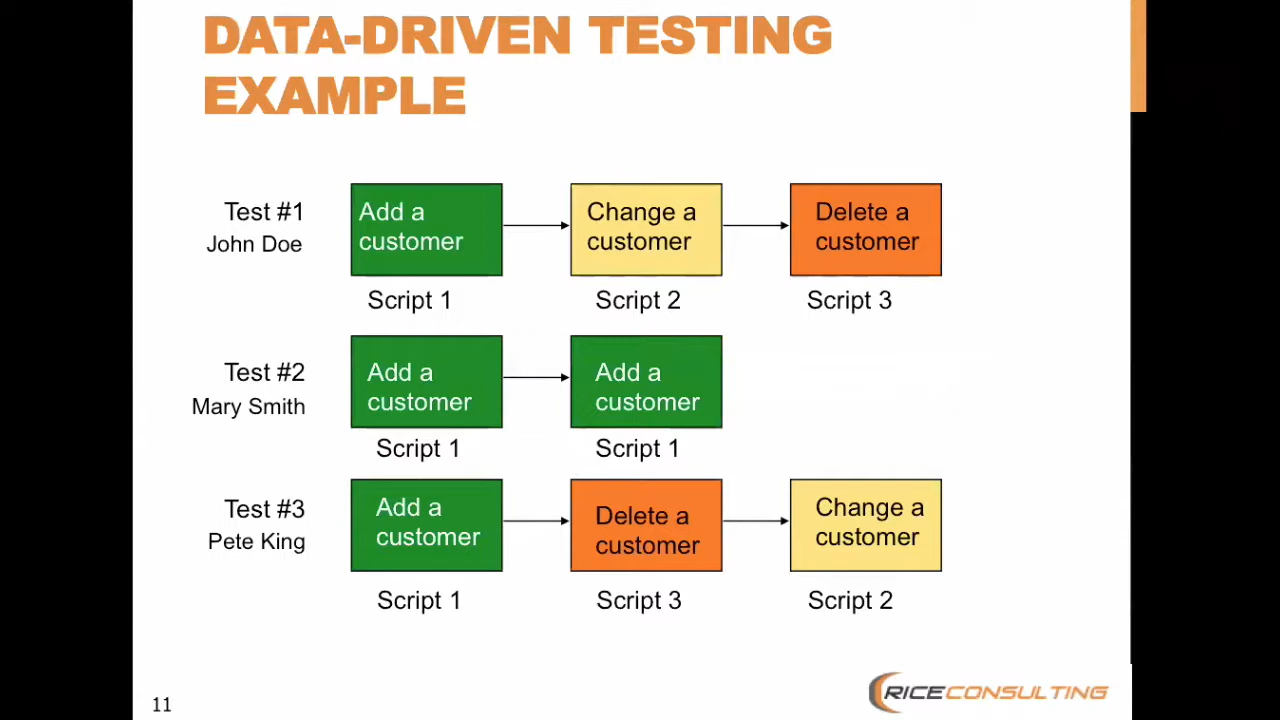 DATA-DRIVEN TESTING
EXAMPLE
Test #1
John Doe
Add a
customer
Change a
customer
Delete a
customer
Script 1
Script 2
Script 3
Test #2
Mary Smith
Add a
customer
Add a
customer
Script 1
Script 1
Test #3
Pete King
Add a
customer
Delete a
customer
Change a
customer
Script 1
Script 3
Script 2
11
RICECONSULTING